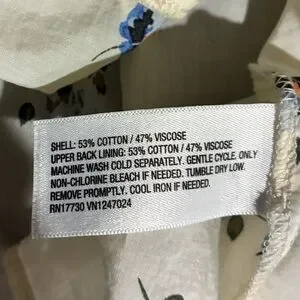 SHELL: 53% COTTON / 47% VISCOSE
UPPER BACK LINING: 53% COTTON / 47% VISCOSE
MACHINE WASH COLD SEPARATELY. GENTLE CYCLE. ONLY
NON-CHLORINE BLEACH IF NEEDED. TUMBLE DRY LOW.
REMOVE PROMPTLY. COOL IRON IF NEEDED.
RN17730 VN1247024